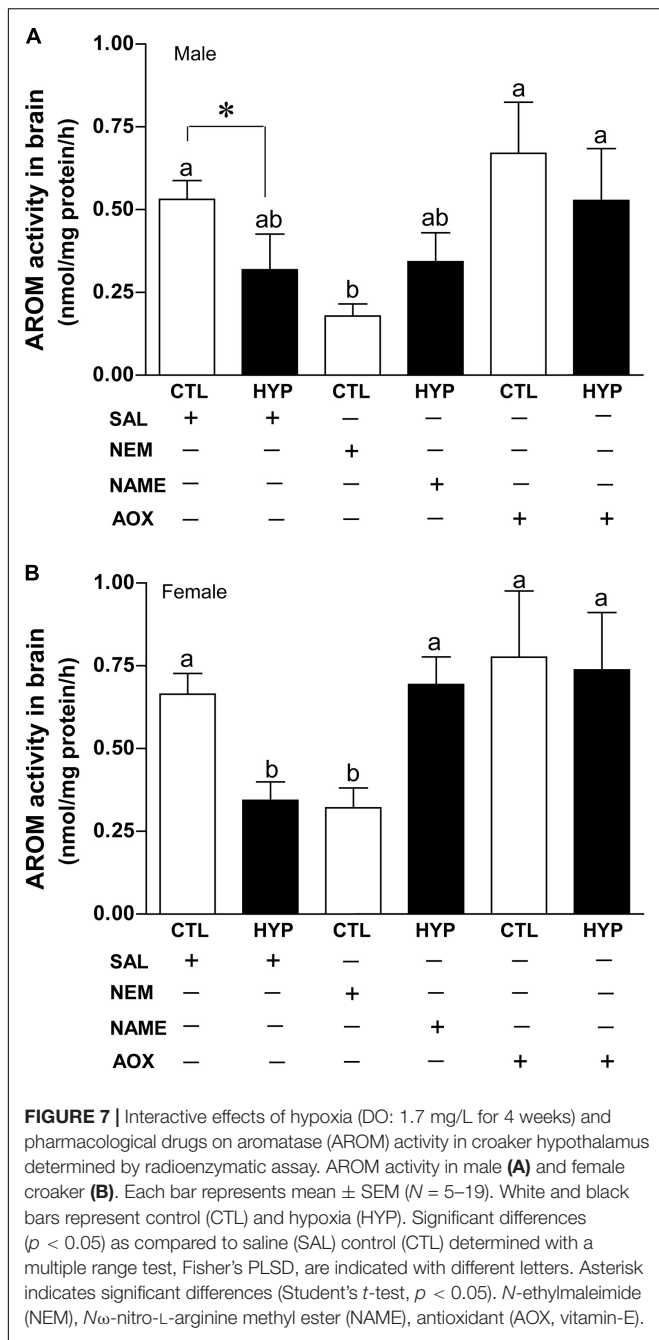 A
Male
AROM activity in brain
(nmol/mg protein/h)
1.00
0.75
0.50
0.25
0.00
*
a
ab
b
ab
a
a
CTL HYP CTL HYP CTL HYP
SAL + + – – – –
NEM – – + – – –
NAME – – – + – –
AOX – – – – + +
B
Female
AROM activity in brain
(nmol/mg protein/h)
1.00
0.75
0.50
0.25
0.00
a
b
b
a
a
a
CTL HYP CTL HYP CTL HYP
SAL + + – – – –
NEM – – + – – –
NAME – – – + – –
AOX – – – – + +
FIGURE 7 | Interactive effects of hypoxia (DO: 1.7 mg/L for 4 weeks) and
pharmacological drugs on aromatase (AROM) activity in croaker hypothalamus
determined by radioenzymatic assay. AROM activity in male (A) and female
croaker (B). Each bar represents mean ± SEM (N = 5–19). White and black
bars represent control (CTL) and hypoxia (HYP). Significant differences
(p < 0.05) as compared to saline (SAL) control (CTL) determined with a
multiple range test, Fisher's PLSD, are indicated with different letters. Asterisk
indicates significant differences (Student's t-test, p < 0.05). N-ethylmaleimide
(NEM), Nω-nitro-L-arginine methyl ester (NAME), antioxidant (AOX, vitamin-E).